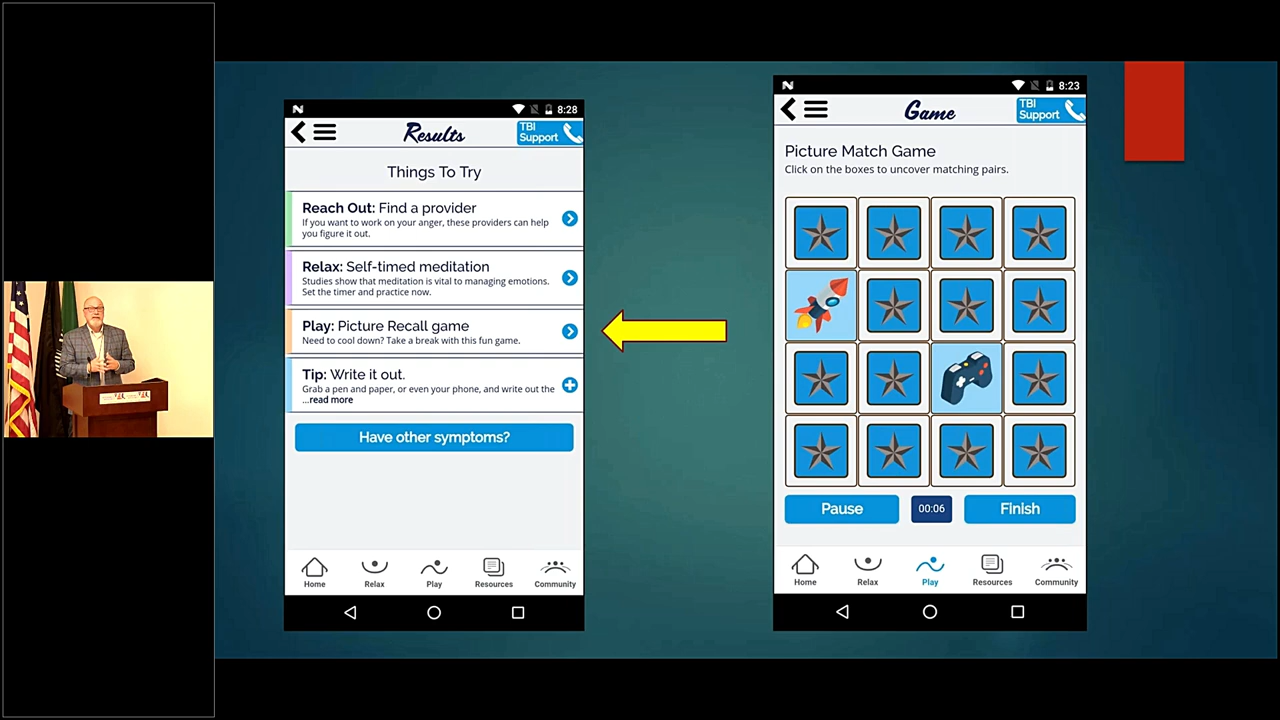 8:28
Results
TBI
Support
Things To Try
Reach Out: Find a provider
If you want to work on your anger, these providers can help
you figure it out.
Relax: Self-timed meditation
Studies show that meditation is vital to managing emotions.
Set the timer and practice now.
Play: Picture Recall game
Need to cool down? Take a break with this fun game.
Tip: Write it out.
Grab a pen and paper, or even your phone, and write out the
...read more
Have other symptoms?
Home Relax Play Resources Community
8:23
Game
TBI
Support
Picture Match Game
Click on the boxes to uncover matching pairs.
Pause 00:06 Finish
Home Relax Play Resources Community